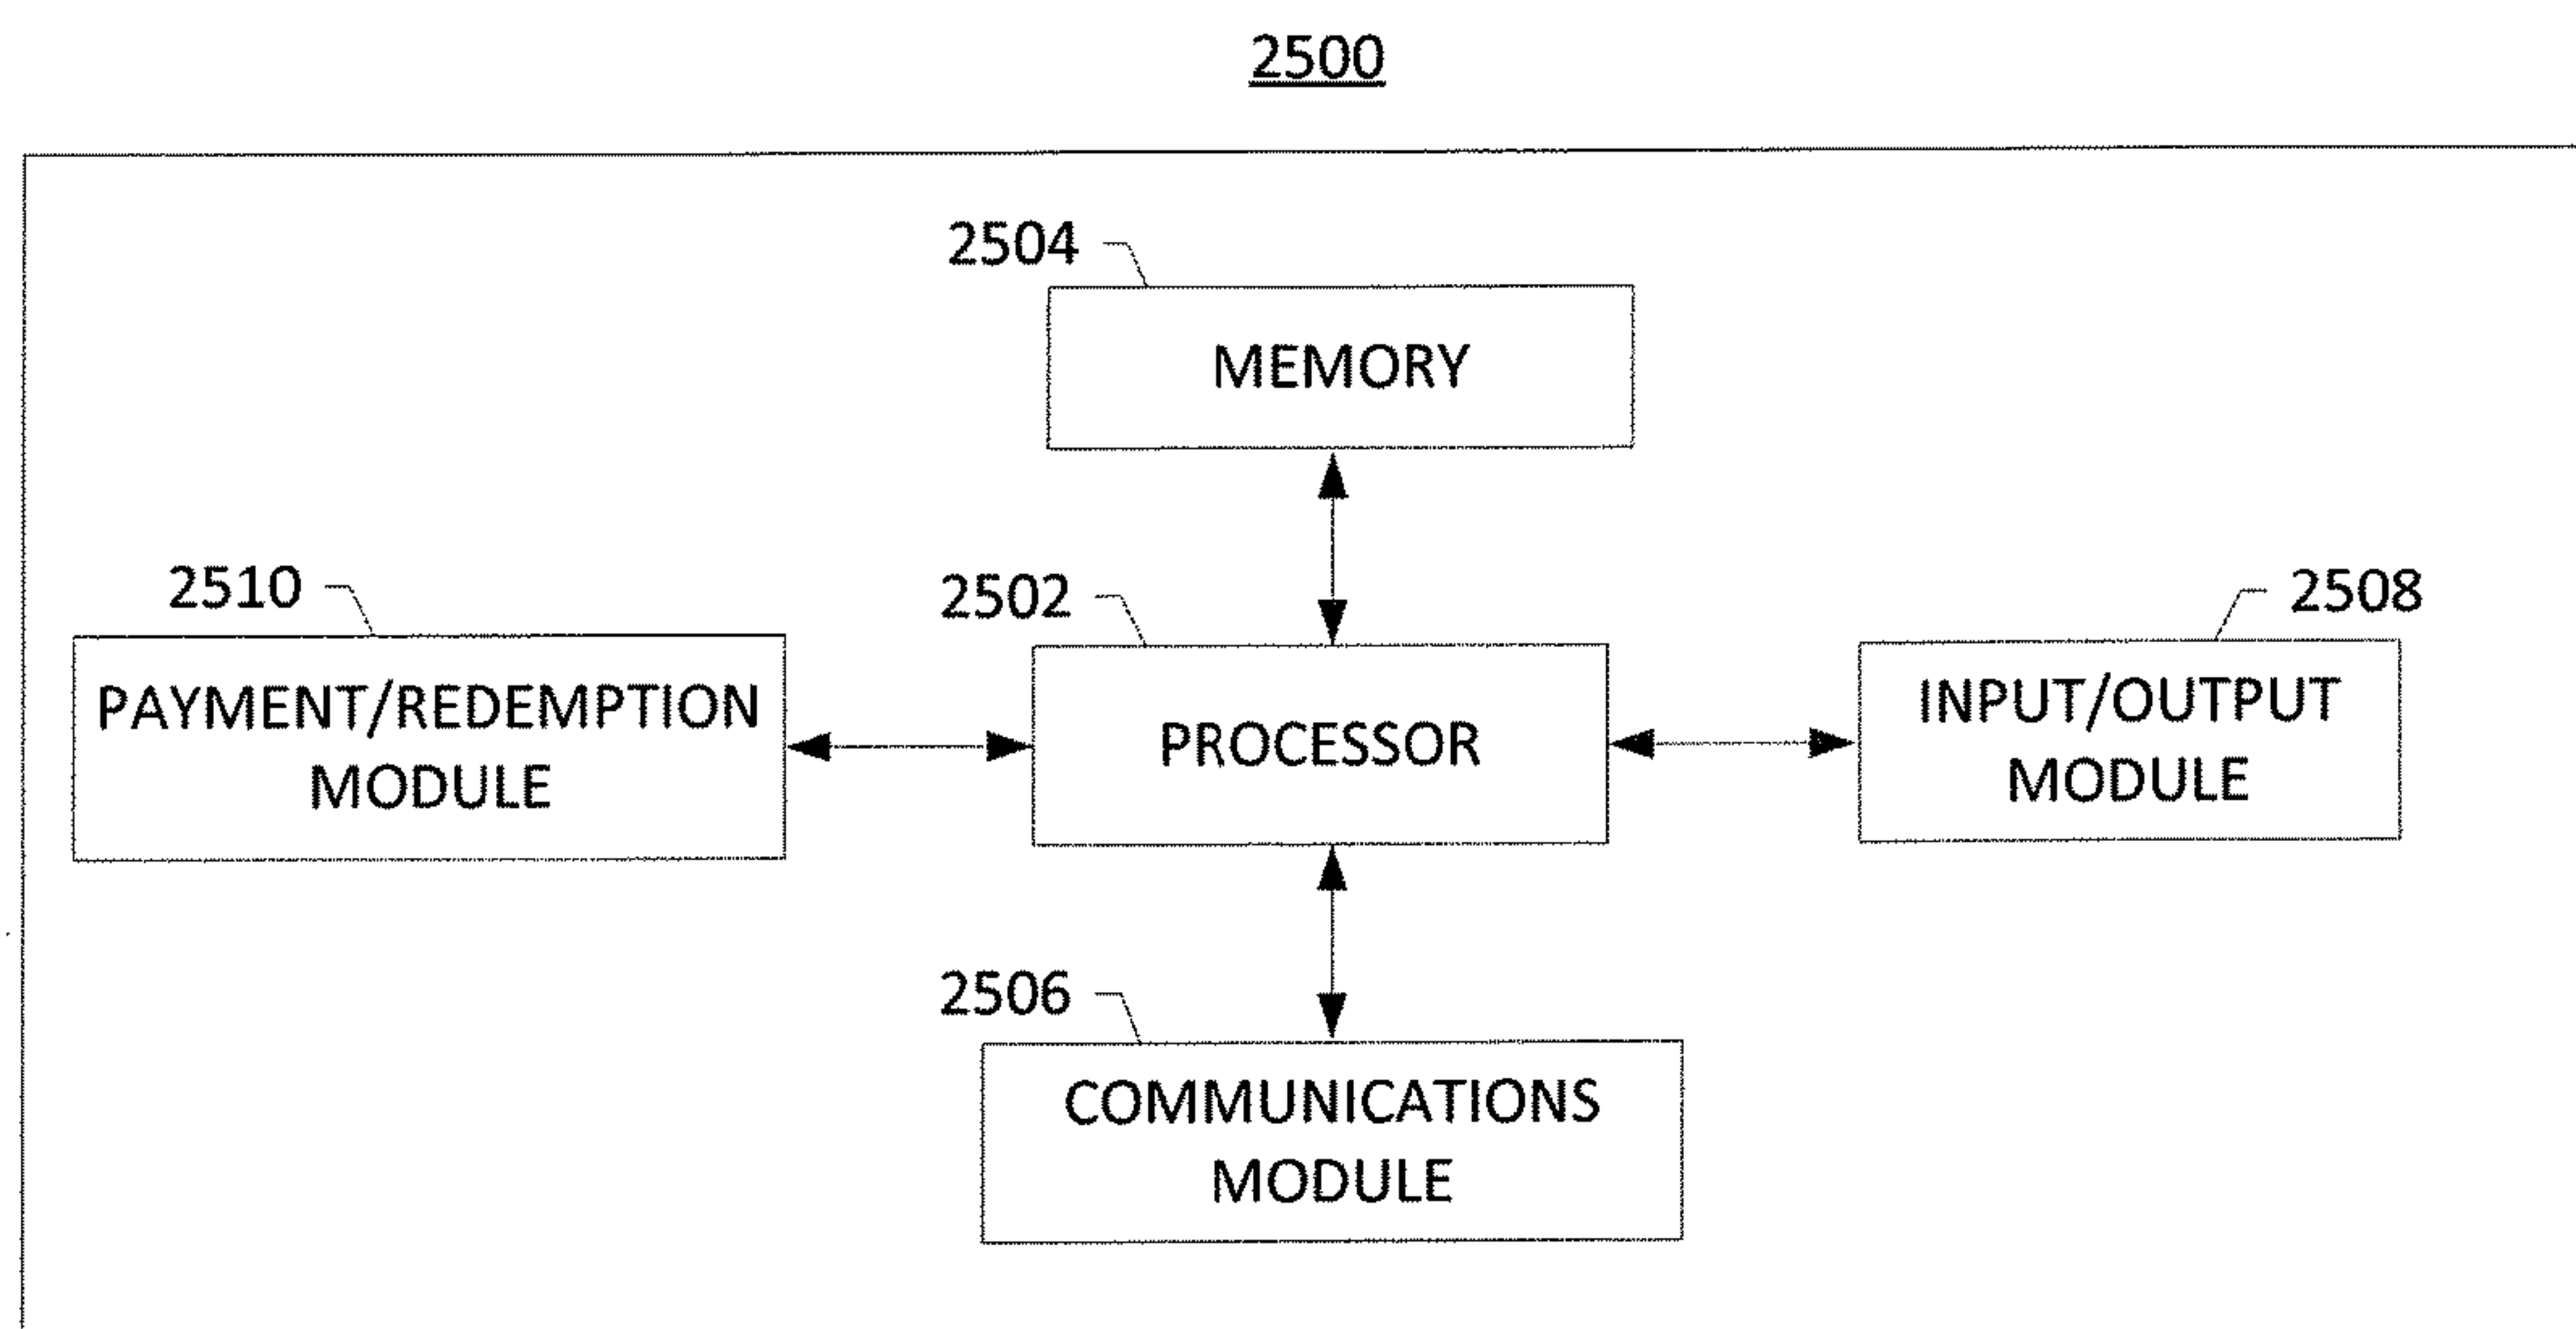 2500
2504
MEMORY
2510
2502
2508
PAYMENT/REDEMPTION
MODULE
PROCESSOR
INPUT/OUTPUT
MODULE
2506
COMMUNICATIONS
MODULE